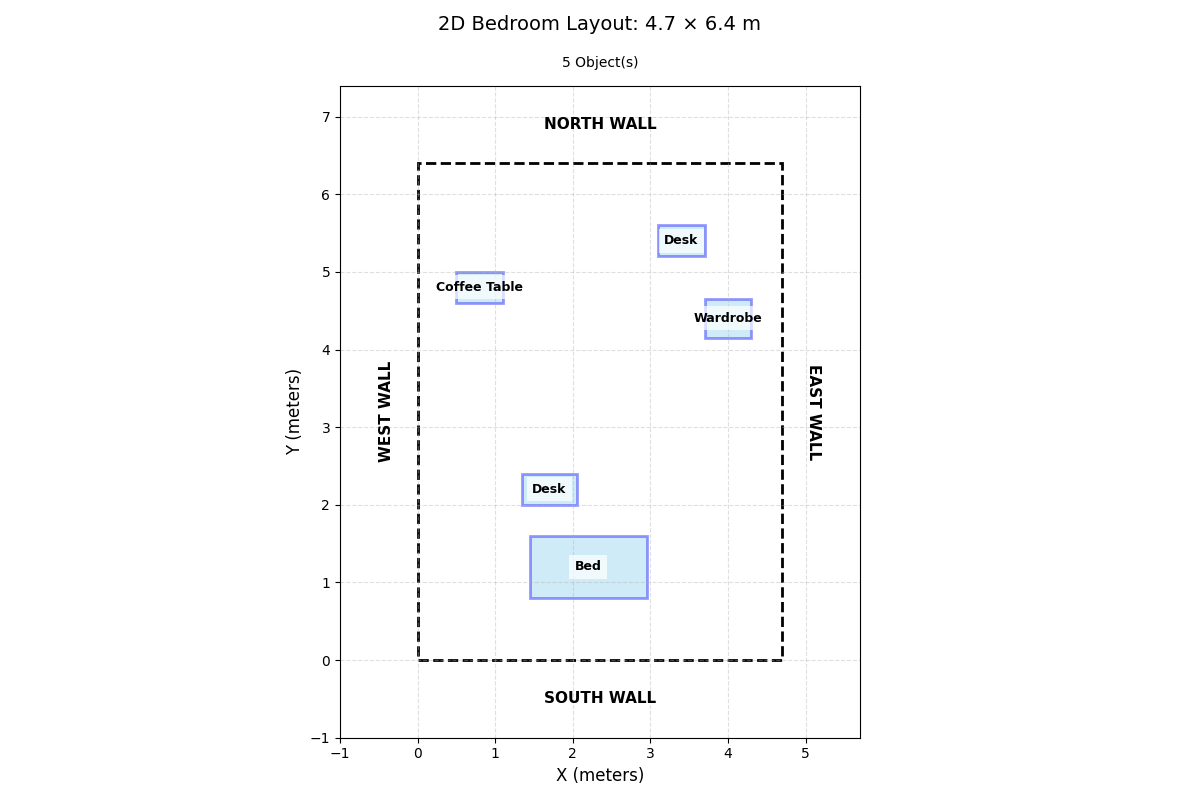 2D Bedroom Layout: 4.7 × 6.4 m
5 Object(s)
NORTH WALL
Desk
Coffee Table
Wardrobe
WEST WALL
EAST WALL
Desk
Bed
SOUTH WALL
7
6
5
4
3
2
1
0
−1
Y (meters)
−1
0
1
2
3
4
5
X (meters)